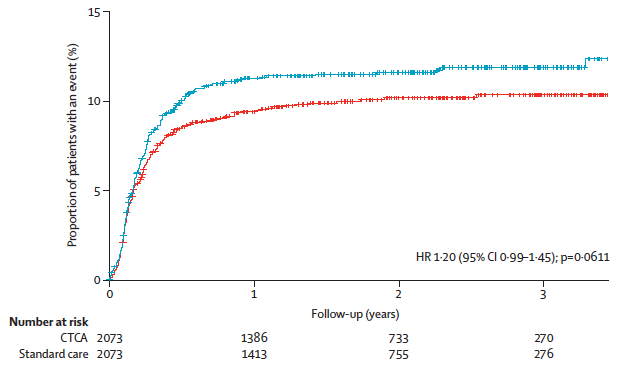 Proportion of patients with an event (%)
15
10
5
0
HR 1·20 (95% CI 0·99–1·45); p=0·0611
0 1 2 3
Follow-up (years)
Number at risk
CTCA 2073 1386 733 270
Standard care 2073 1413 755 276